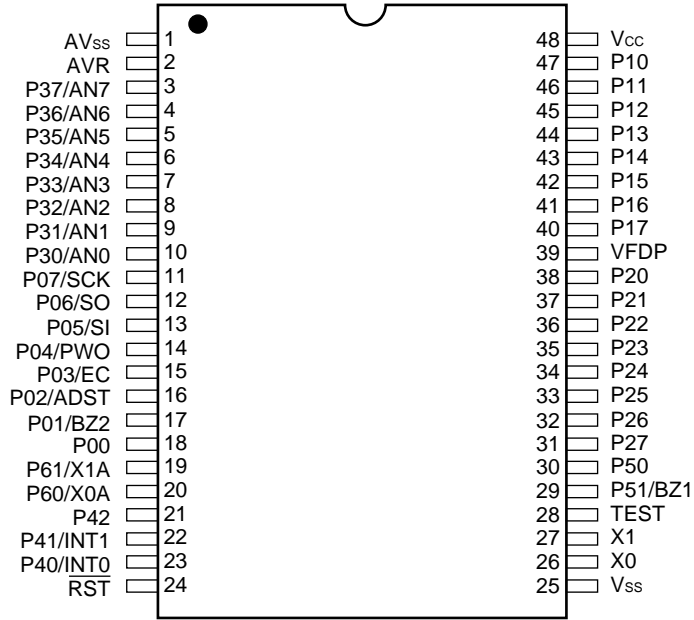 AVss 1 48 Vcc
AVR 2 47 P10
P37/AN7 3 46 P11
P36/AN6 4 45 P12
P35/AN5 5 44 P13
P34/AN4 6 43 P14
P33/AN3 7 42 P15
P32/AN2 8 41 P16
P31/AN1 9 40 P17
P30/AN0 10 39 VFDP
P07/SCK 11 38 P20
P06/SO 12 37 P21
P05/SI 13 36 P22
P04/PWO 14 35 P23
P03/EC 15 34 P24
P02/ADST 16 33 P25
P01/BZ2 17 32 P26
P00 18 31 P27
P61/X1A 19 30 P50
P60/X0A 20 29 P51/BZ1
P42 21 28 TEST
P41/INT1 22 27 X1
P40/INT0 23 26 X0
RST 24 25 Vss